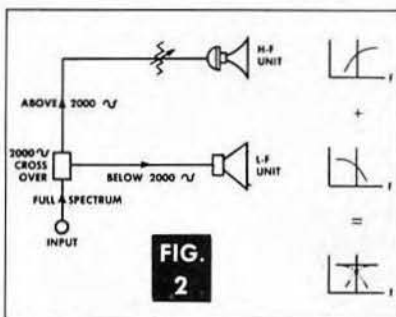 H-F
UNIT
ABOVE 2000 ∿
2000 ∿
CROSS
OVER
BELOW 2000 ∿
L-F
UNIT
FULL SPECTRUM
INPUT
FIG.
2
f
+
f
=
f